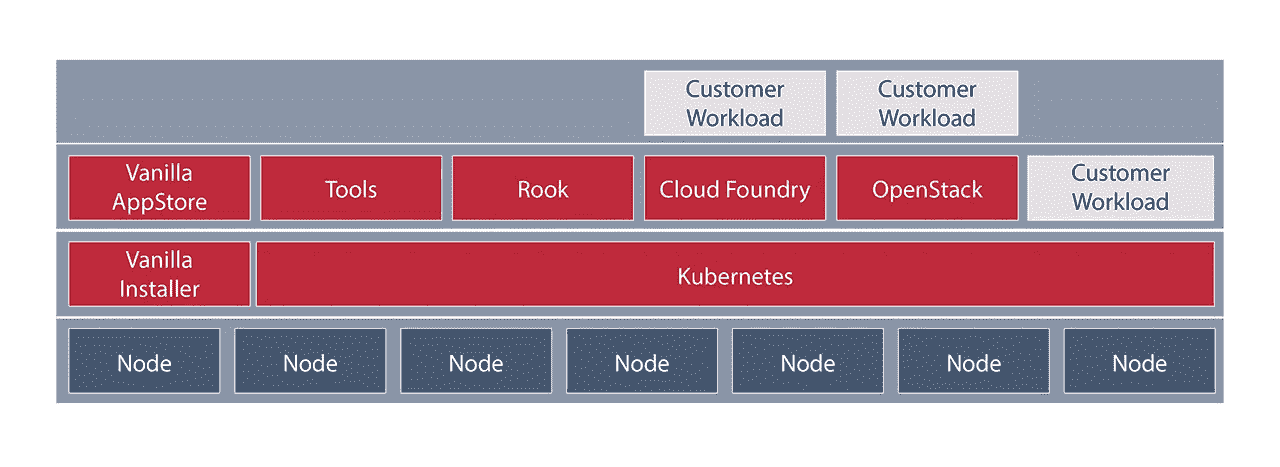 Customer
Workload
Customer
Workload
Vanilla
AppStore
Tools
Rook
Cloud Foundry
OpenStack
Customer
Workload
Vanilla
Installer
Kubernetes
Node
Node
Node
Node
Node
Node
Node